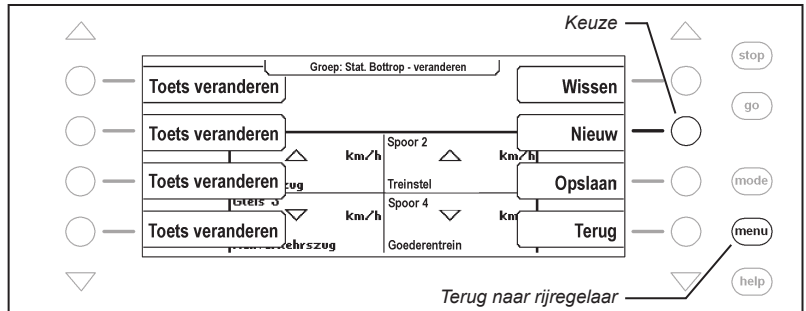 Keuze
stop
Groep: Stat. Bottrop - veranderen
Toets veranderen
Wissen
go
Toets veranderen
Nieuw
Spoor 2
km/h
km/h
Toets veranderen
zug
Treinstel
Opslaan
mode
Spoor 4
km/h
Toets veranderen
Goederentrein
Terug
menu
help
Terug naar rijregelaar